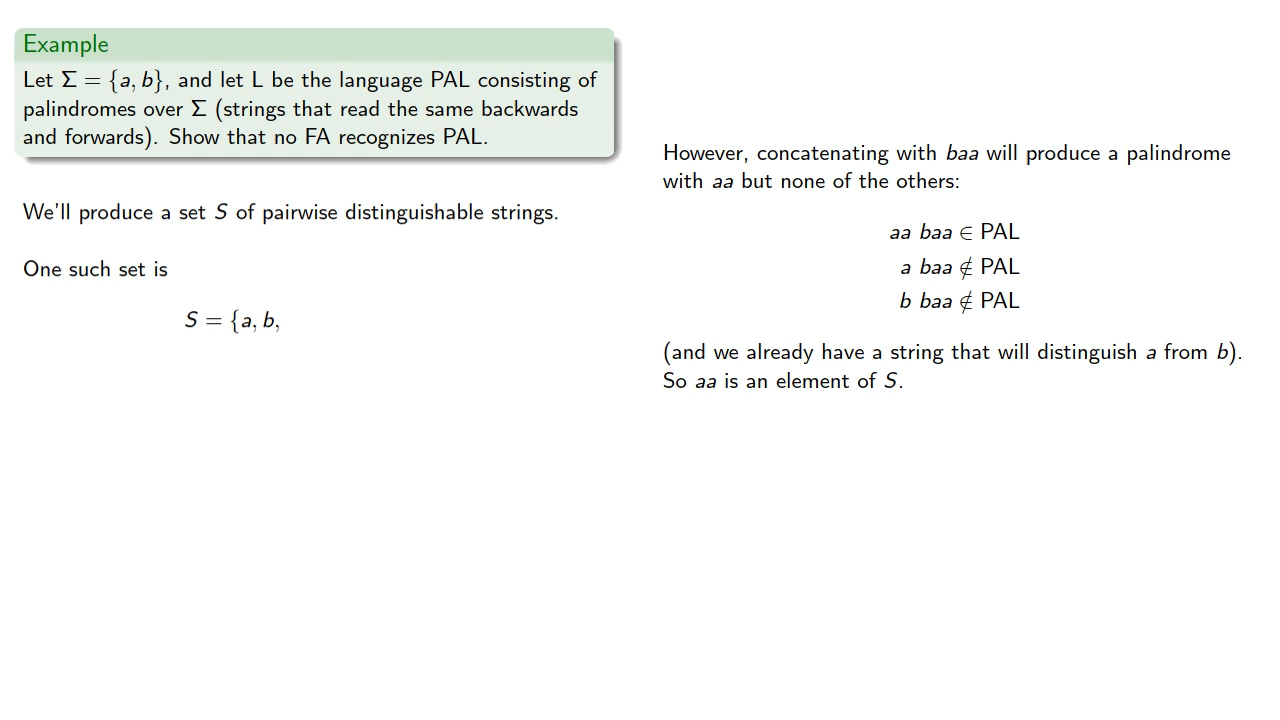 Example
Let Σ = {a, b}, and let L be the language PAL consisting of
palindromes over Σ (strings that read the same backwards
and forwards). Show that no FA recognizes PAL.
We'll produce a set S of pairwise distinguishable strings.
One such set is
S = {a, b,
However, concatenating with baa will produce a palindrome
with aa but none of the others:
aa baa ∈ PAL
a baa ∉ PAL
b baa ∉ PAL
(and we already have a string that will distinguish a from b).
So aa is an element of S.